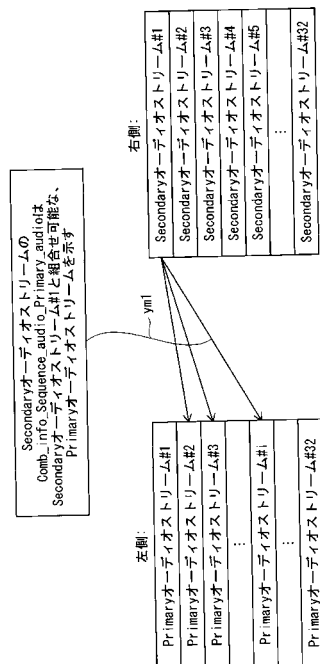 Secondaryオーディオストリームの
Comb_info_Sequence_audio_Primary_audioは
Secondaryオーディオストリーム#1と組合せ可能な、
Primaryオーディオストリームを示す
ym1
左側:
Primaryオーディオストリーム#1
Primaryオーディオストリーム#2
Primaryオーディオストリーム#3
⋮
Primaryオーディオストリーム#i
⋮
Primaryオーディオストリーム#32
右側:
Secondaryオーディオストリーム#1
Secondaryオーディオストリーム#2
Secondaryオーディオストリーム#3
Secondaryオーディオストリーム#4
Secondaryオーディオストリーム#5
⋮
Secondaryオーディオストリーム#32